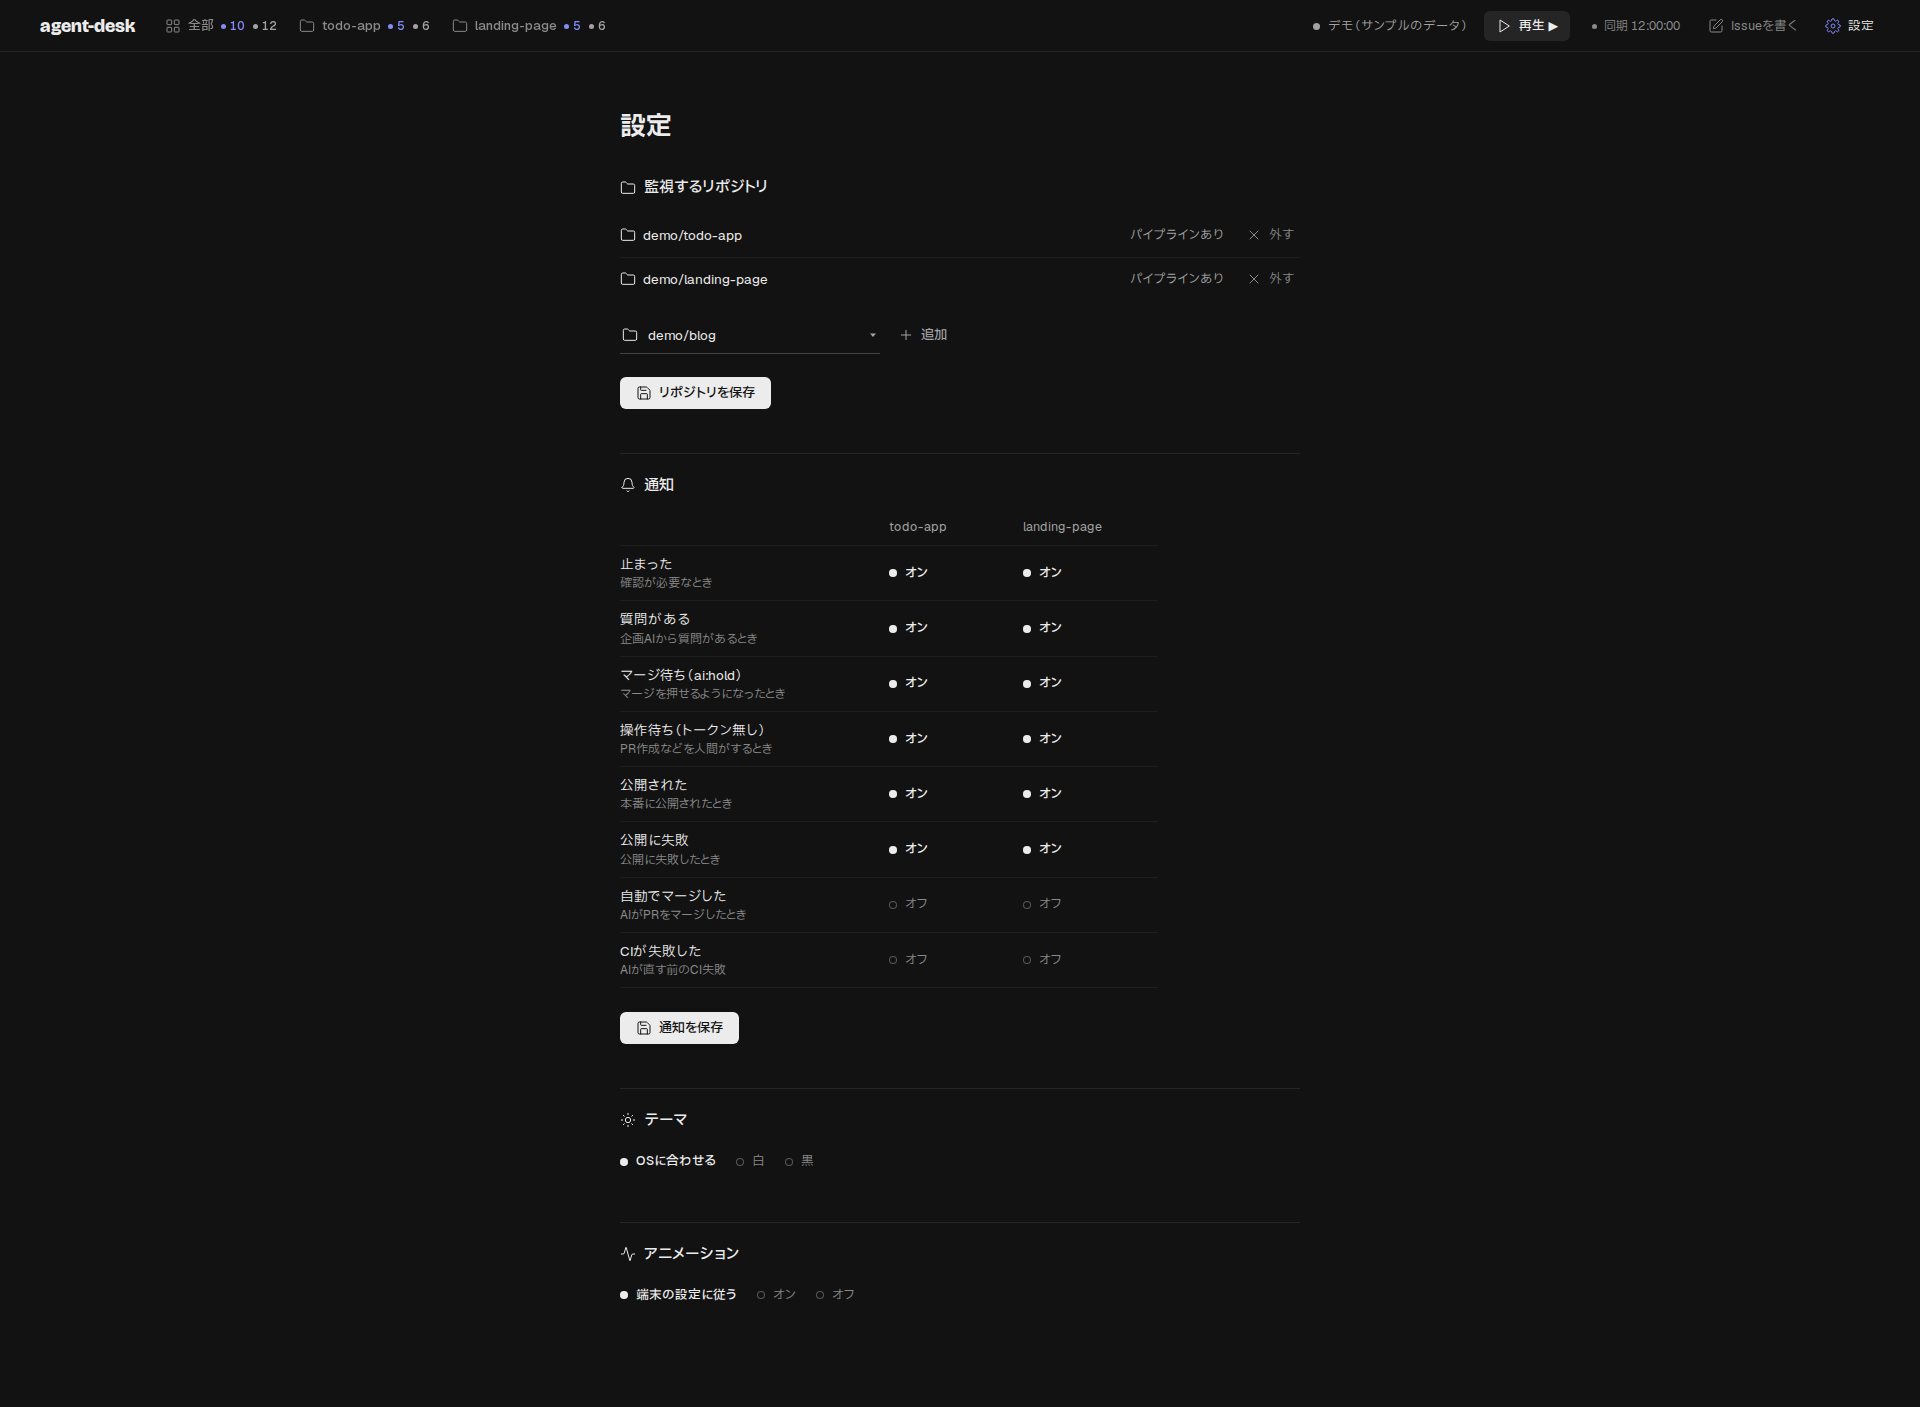 agent-desk 全部 10 12 todo-app 5 6 landing-page 5 6 デモ（サンプルのデータ） 再生 ▶ 同期 12:00:00 Issueを書く 設定
設定
監視するリポジトリ
demo/todo-app パイプラインあり 外す
demo/landing-page パイプラインあり 外す
demo/blog 追加
リポジトリを保存
通知
todo-app landing-page
止まった オン オン
確認が必要なとき
質問がある オン オン
企画AIから質問があるとき
マージ待ち（ai:hold） オン オン
マージを押せるようになったとき
操作待ち（トークン無し） オン オン
PR作成などを人間がするとき
公開された オン オン
本番に公開されたとき
公開に失敗 オン オン
公開に失敗したとき
自動でマージした オフ オフ
AIがPRをマージしたとき
CIが失敗した オフ オフ
AIが直す前のCI失敗
通知を保存
テーマ
OSに合わせる 白 黒
アニメーション
端末の設定に従う オン オフ